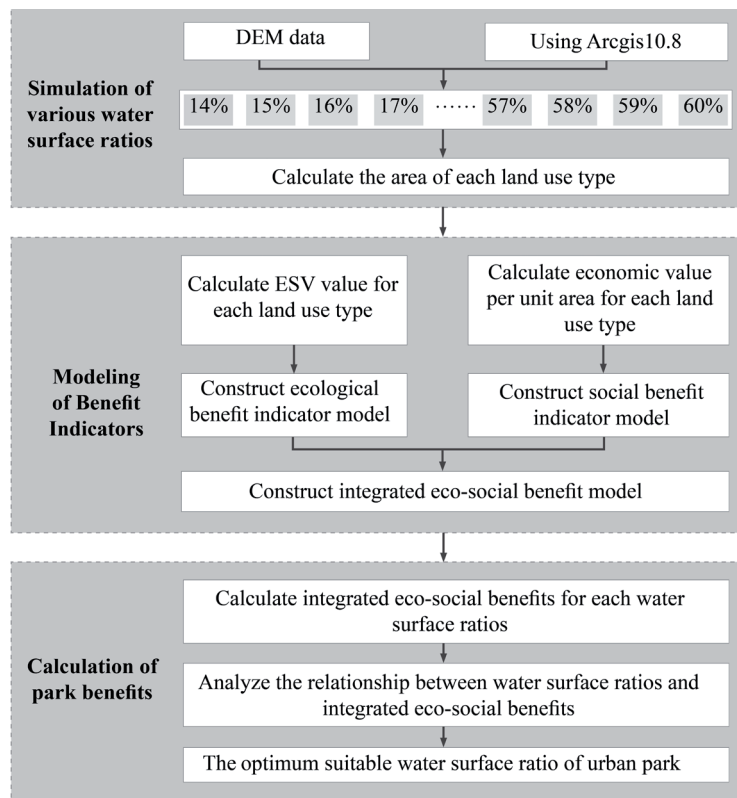 DEM data
Using Arcgis10.8
Simulation of
various water
surface ratios
14% 15% 16% 17% ...... 57% 58% 59% 60%
Calculate the area of each land use type
Calculate ESV value for
each land use type
Calculate economic value
per unit area for each land
use type
Modeling
of Benefit
Indicators
Construct ecological
benefit indicator model
Construct social benefit
indicator model
Construct integrated eco-social benefit model
Calculate integrated eco-social benefits for each water
surface ratios
Calculation of
park benefits
Analyze the relationship between water surface ratios and
integrated eco-social benefits
The optimum suitable water surface ratio of urban park